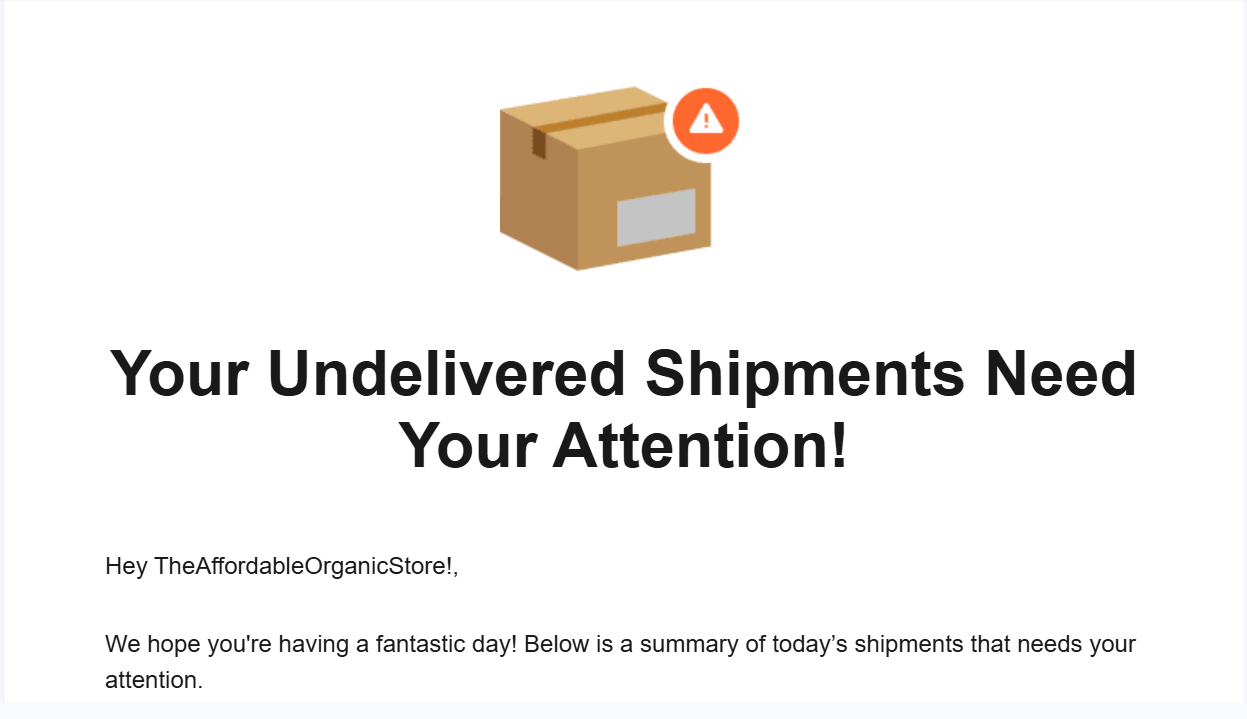 Your Undelivered Shipments Need
Your Attention!
Hey TheAffordableOrganicStore!,
We hope you're having a fantastic day! Below is a summary of today’s shipments that needs your
attention.